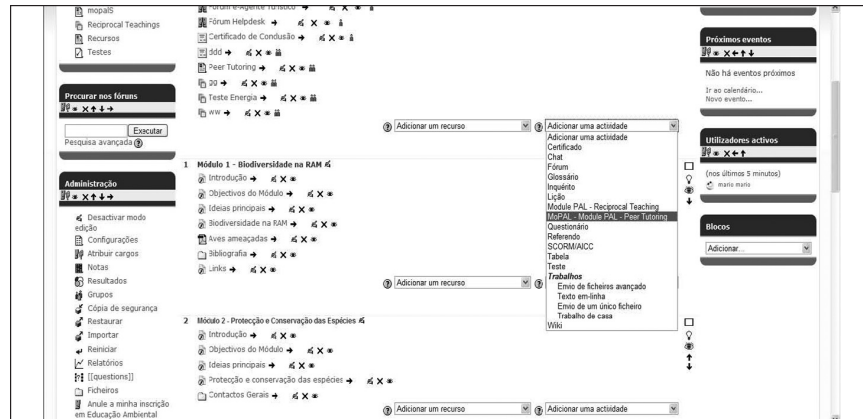 mopalS
Reciprocal Teachings
Recursos
Testes
Procurar nos fóruns
Executar
Pesquisa avançada
Administração
Desactivar modo
edição
Configurações
Atribuir cargos
Notas
Resultados
Grupos
Cópia de segurança
Restaurar
Importar
Reiniciar
Relatórios
[[questions]]
Ficheiros
Anule a minha inscrição
em Educação Ambiental
Fórum e-Agente Turístico
Fórum Helpdesk
Certificado de Conclusão
ddd
Peer Tutoring
gg
Teste Energia
ww
Adicionar um recurso
Adicionar uma actividade
Adicionar uma actividade
Certificado
Chat
Fórum
Glossário
Inquérito
Lição
Module PAL - Reciprocal Teaching
MoPAL - Module PAL - Peer Tutoring
Questionário
Referendo
SCORM/AICC
Tabela
Teste
Trabalhos
Envio de ficheiros avançado
Texto em-linha
Envio de um único ficheiro
Trabalho de casa
Wiki
1 Módulo 1 - Biodiversidade na RAM
Introdução
Objectivos do Módulo
Ideias principais
Biodiversidade na RAM
Aves ameaçadas
Bibliografia
Links
Adicionar um recurso
2 Módulo 2 - Protecção e Conservação das Espécies
Introdução
Objectivos do Módulo
Ideias principais
Protecção e conservação das espécies
Contactos Gerais
Adicionar um recurso
Adicionar uma actividade
Próximos eventos
Não há eventos próximos
Ir ao calendário...
Novo evento...
Utilizadores activos
(nos últimos 5 minutos)
mario mario
Blocos
Adicionar...